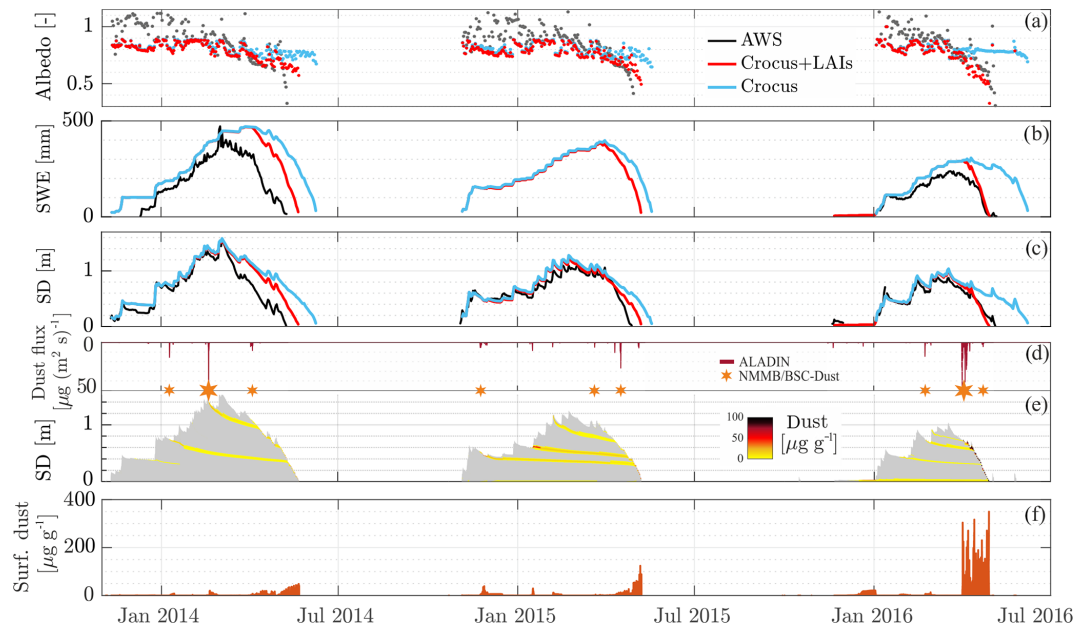 Albedo [-]
1
0.5
(a)
AWS
Crocus+LAIs
Crocus
SWE [mm]
500
0
(b)
SD [m]
1
0
(c)
Dust flux
[µg (m² s)⁻¹]
0
50
(d)
ALADIN
NMMB/BSC-Dust
SD [m]
1
0
(e)
100
50
0
Dust
[µg g⁻¹]
Surf. dust
[µg g⁻¹]
400
200
0
(f)
Jan 2014
Jul 2014
Jan 2015
Jul 2015
Jan 2016
Jul 2016